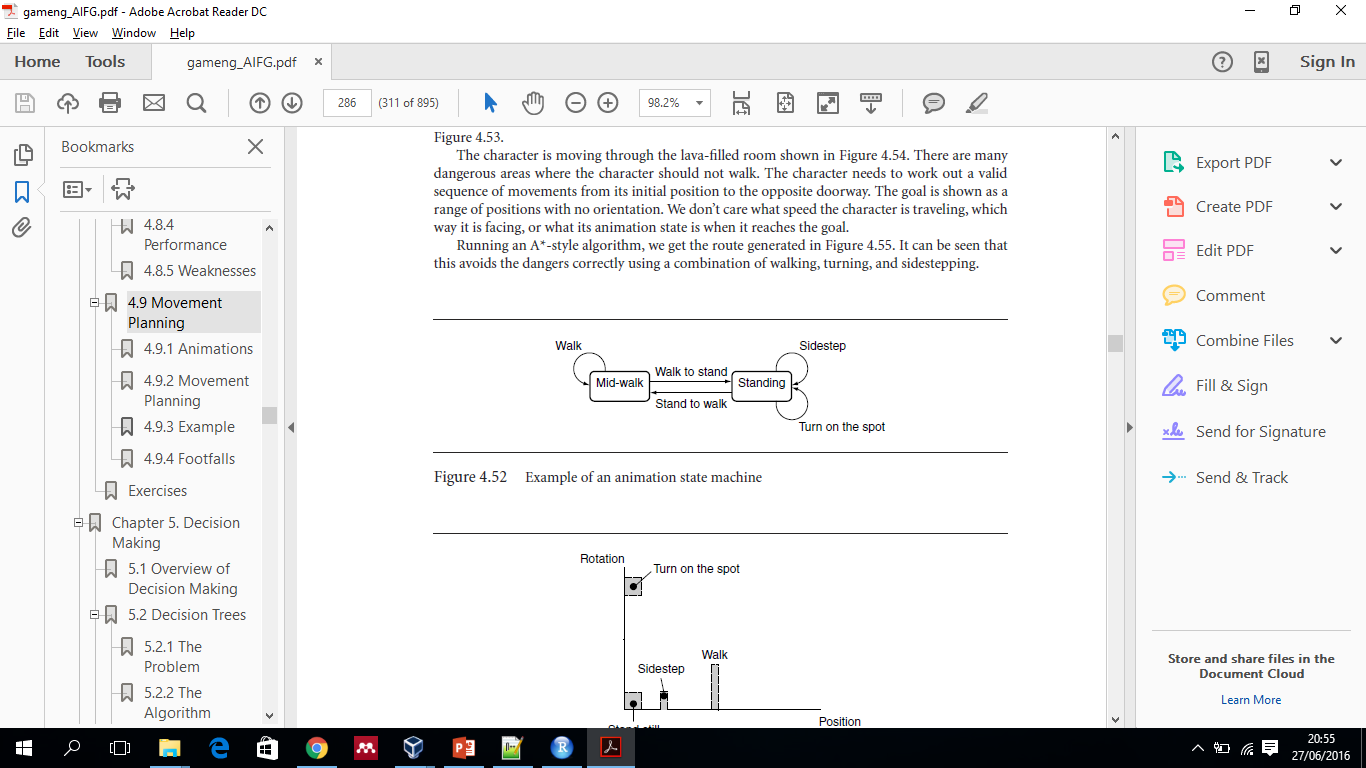 gameng_AIFG.pdf - Adobe Acrobat Reader DC
File Edit View Window Help
Home Tools gameng_AIFG.pdf × Sign In
286 (311 of 895) 98.2%
Bookmarks
4.8.4
Performance
4.8.5 Weaknesses
4.9 Movement
Planning
4.9.1 Animations
4.9.2 Movement
Planning
4.9.3 Example
4.9.4 Footfalls
Exercises
Chapter 5. Decision
Making
5.1 Overview of
Decision Making
5.2 Decision Trees
5.2.1 The
Problem
5.2.2 The
Algorithm
Figure 4.53.
The character is moving through the lava-filled room shown in Figure 4.54. There are many
dangerous areas where the character should not walk. The character needs to work out a valid
sequence of movements from its initial position to the opposite doorway. The goal is shown as a
range of positions with no orientation. We don't care what speed the character is traveling, which
way it is facing, or what its animation state is when it reaches the goal.
Running an A*-style algorithm, we get the route generated in Figure 4.55. It can be seen that
this avoids the dangers correctly using a combination of walking, turning, and sidestepping.
Walk
Sidestep
Mid-walk
Walk to stand
Standing
Stand to walk
Turn on the spot
Figure 4.52 Example of an animation state machine
Rotation
Turn on the spot
Walk
Sidestep
Position
Export PDF
Create PDF
Edit PDF
Comment
Combine Files
Fill & Sign
Send for Signature
Send & Track
Store and share files in the
Document Cloud
Learn More
20:55
27/06/2016